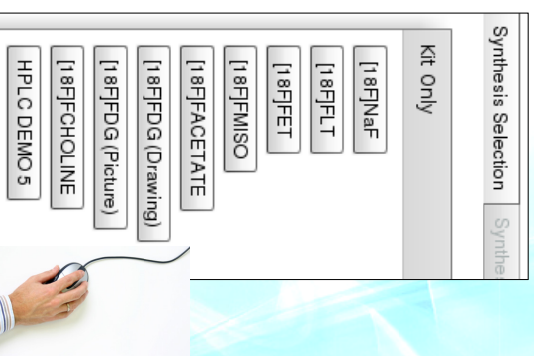 Synthesis Selection
Synthes
Kit Only
[18F]NaF
[18F]FLT
[18F]FET
[18F]FMISO
[18F]FACETATE
[18F]FDG (Drawing)
[18F]FDG (Picture)
[18F]FCHOLINE
HPLC DEMO 5